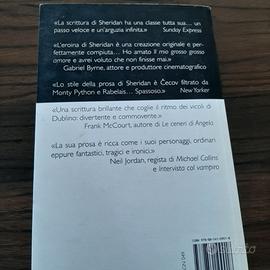 «La scrittura di Sheridan ha una classe tutta sua... un
passo veloce e un'arguzia infinita.» Sunday Express
«L'eroina di Sheridan è una creazione originale e per-
fettamente compiuta... Ho amato il mio grosso grosso
amore e avrei voluto che non finisse mai.»
Gabriel Byrne, attore e produttore cinematografico
«Lo stile della prosa di Sheridan è Čecov filtrato da
Monty Python e Rabelais... Spassoso.» New Yorker
«Una scrittura brillante che coglie il ritmo dei vicoli di
Dublino: divertente e commovente.»
Frank McCourt, autore di Le ceneri di Angela
«La sua prosa è ricca come i suoi personaggi, ordinari
eppure fantastici, tragici e ironici.»
Neil Jordan, regista di Michael Collins
e Intervista col vampiro